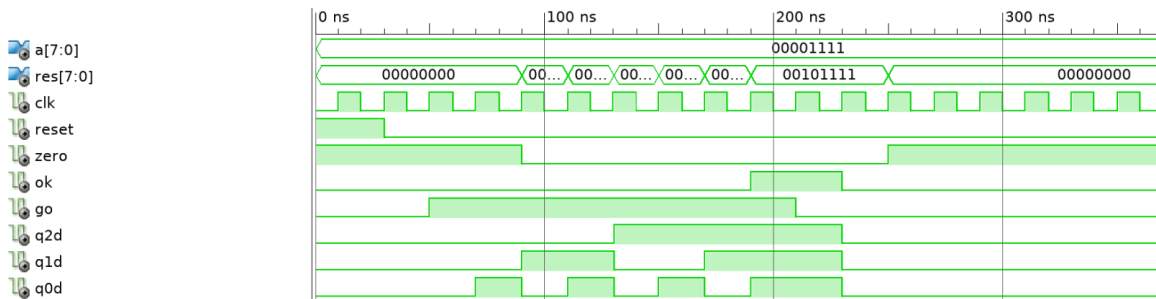 0 ns 100 ns 200 ns 300 ns
a[7:0] 00001111
res[7:0] 00000000 00... 00... 00... 00... 00... 00101111 00000000
clk
reset
zero
ok
go
q2d
q1d
q0d